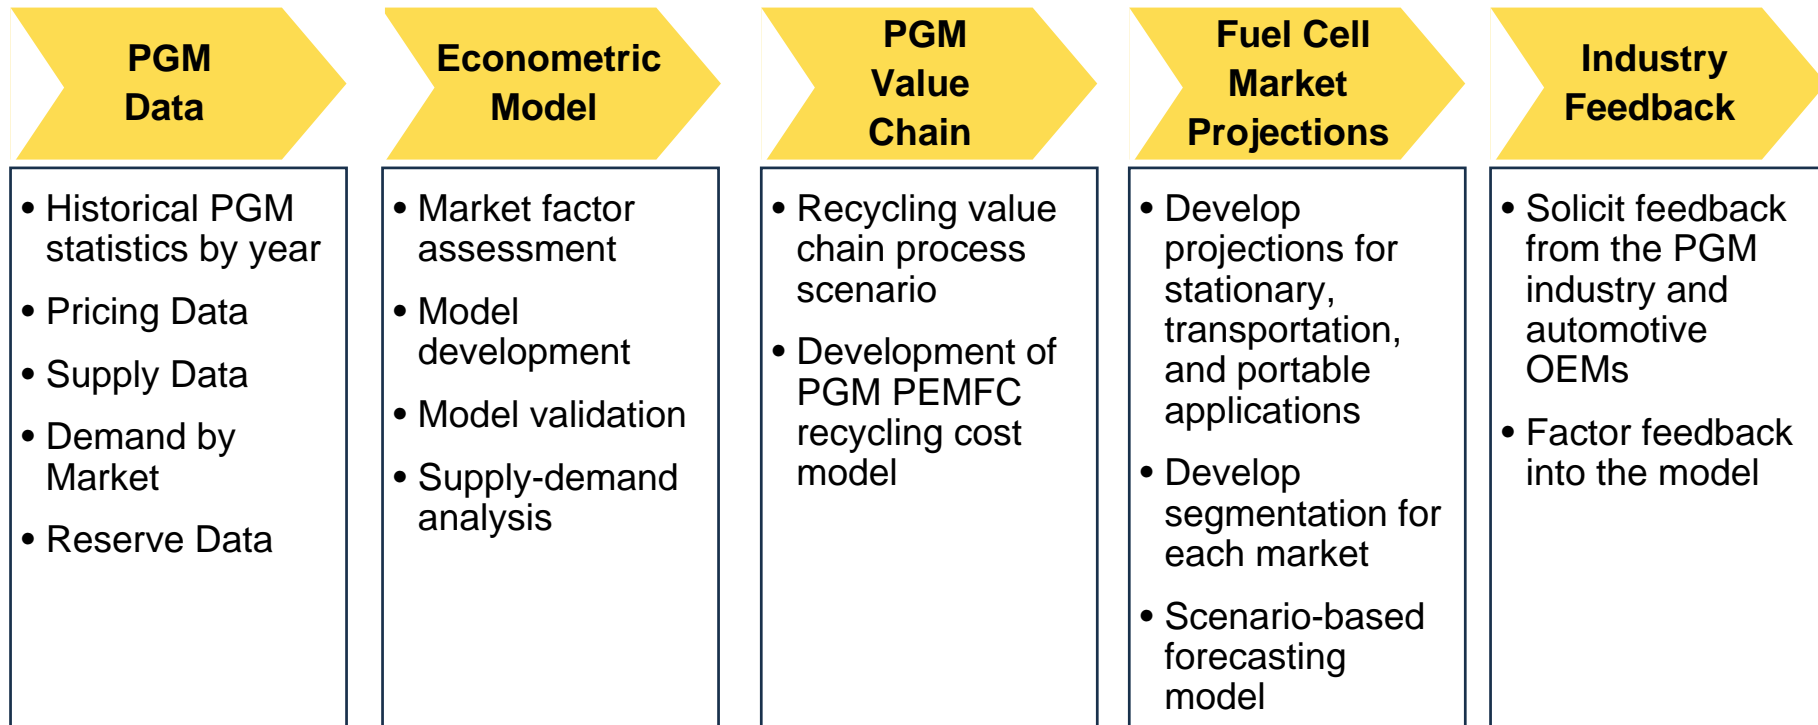 PGM
Data
• Historical PGM
statistics by year
• Pricing Data
• Supply Data
• Demand by
Market
• Reserve Data
Econometric
Model
• Market factor
assessment
• Model
development
• Model validation
• Supply-demand
analysis
PGM
Value
Chain
• Recycling value
chain process
scenario
• Development of
PGM PEMFC
recycling cost
model
Fuel Cell
Market
Projections
• Develop
projections for
stationary,
transportation,
and portable
applications
• Develop
segmentation for
each market
• Scenario-based
forecasting
model
Industry
Feedback
• Solicit feedback
from the PGM
industry and
automotive
OEMs
• Factor feedback
into the model